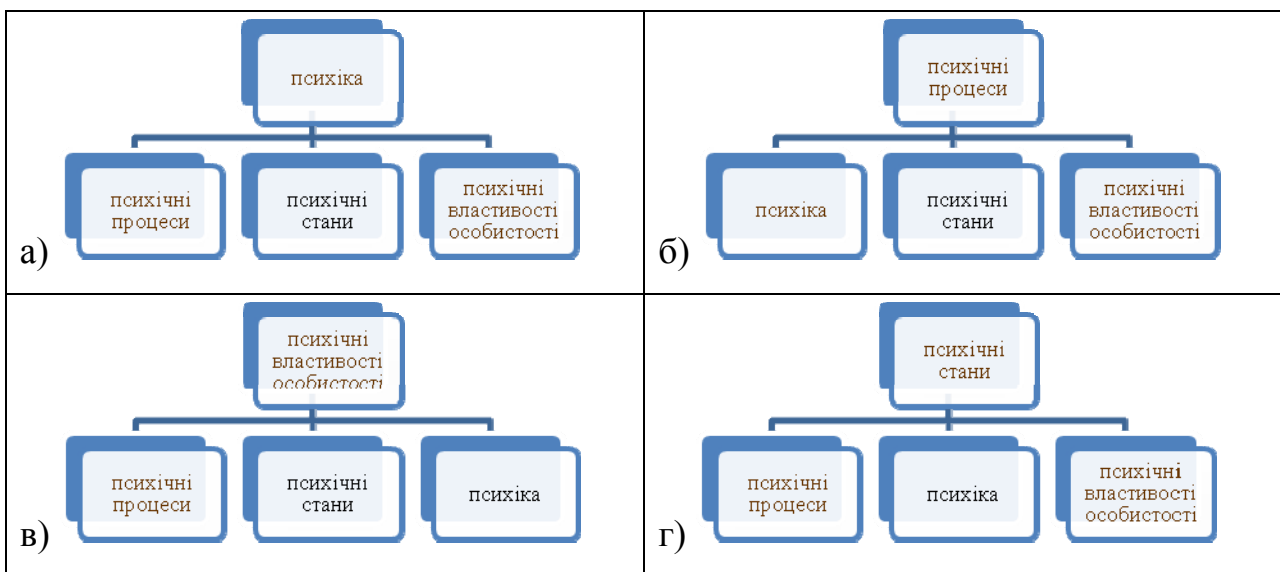 психіка
психічні
процеси
психічні
стани
психічні
властивості
особистості
а)
психічні
процеси
психіка
психічні
стани
психічні
властивості
особистості
б)
психічні
властивості
особистості
психічні
процеси
психічні
стани
психіка
в)
психічні
стани
психічні
процеси
психіка
психічні
властивості
особистості
г)